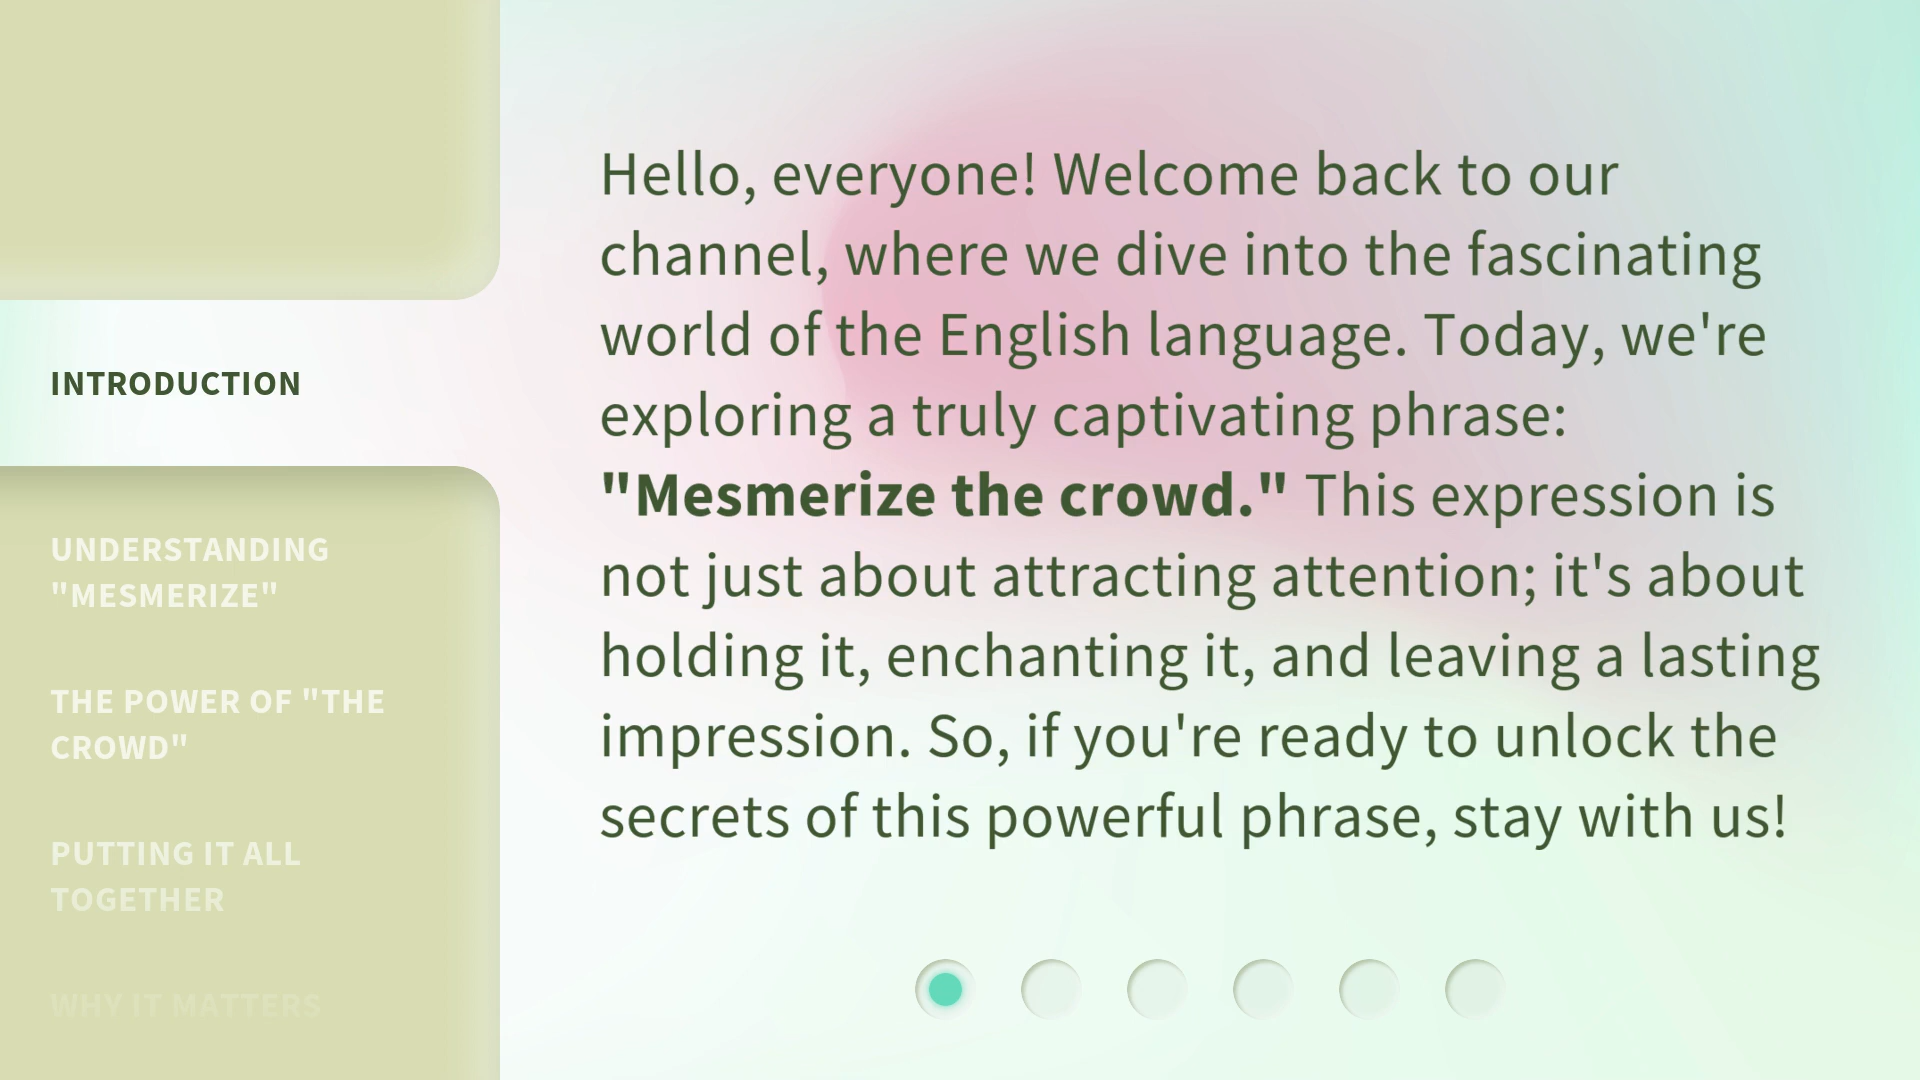 INTRODUCTION
UNDERSTANDING
"MESMERIZE"
THE POWER OF "THE
CROWD"
PUTTING IT ALL
TOGETHER
WHY IT MATTERS
Hello, everyone! Welcome back to our
channel, where we dive into the fascinating
world of the English language. Today, we're
exploring a truly captivating phrase:
"Mesmerize the crowd." This expression is
not just about attracting attention; it's about
holding it, enchanting it, and leaving a lasting
impression. So, if you're ready to unlock the
secrets of this powerful phrase, stay with us!